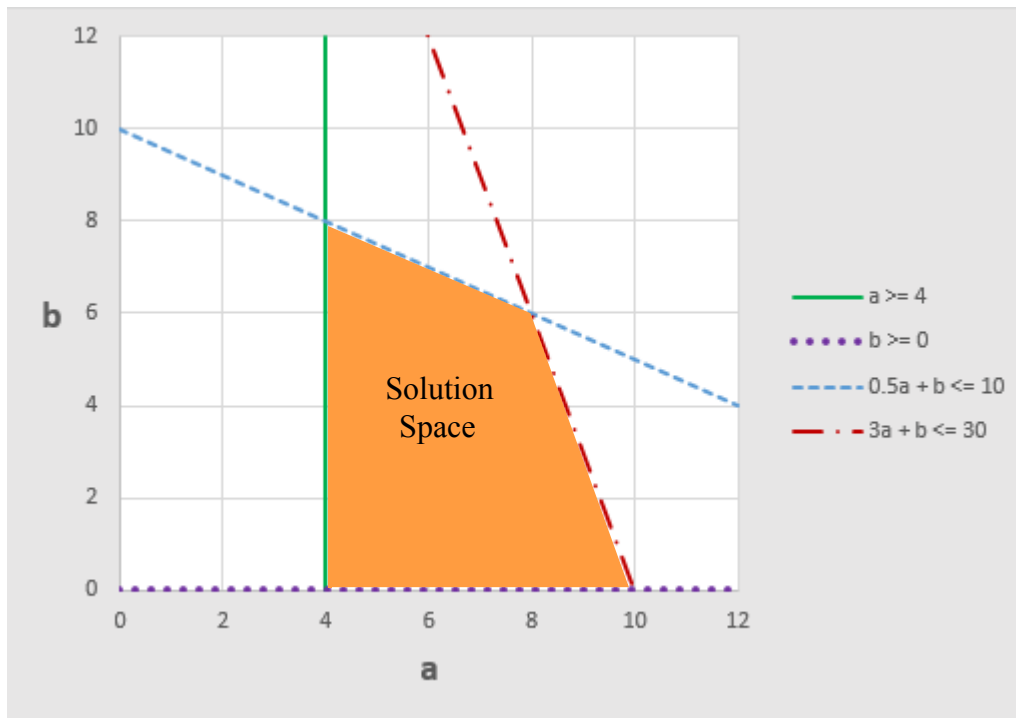 12
10
8
6
4
2
0
b
Solution
Space
0 2 4 6 8 10 12
a
a >= 4
b >= 0
0.5a + b <= 10
3a + b <= 30